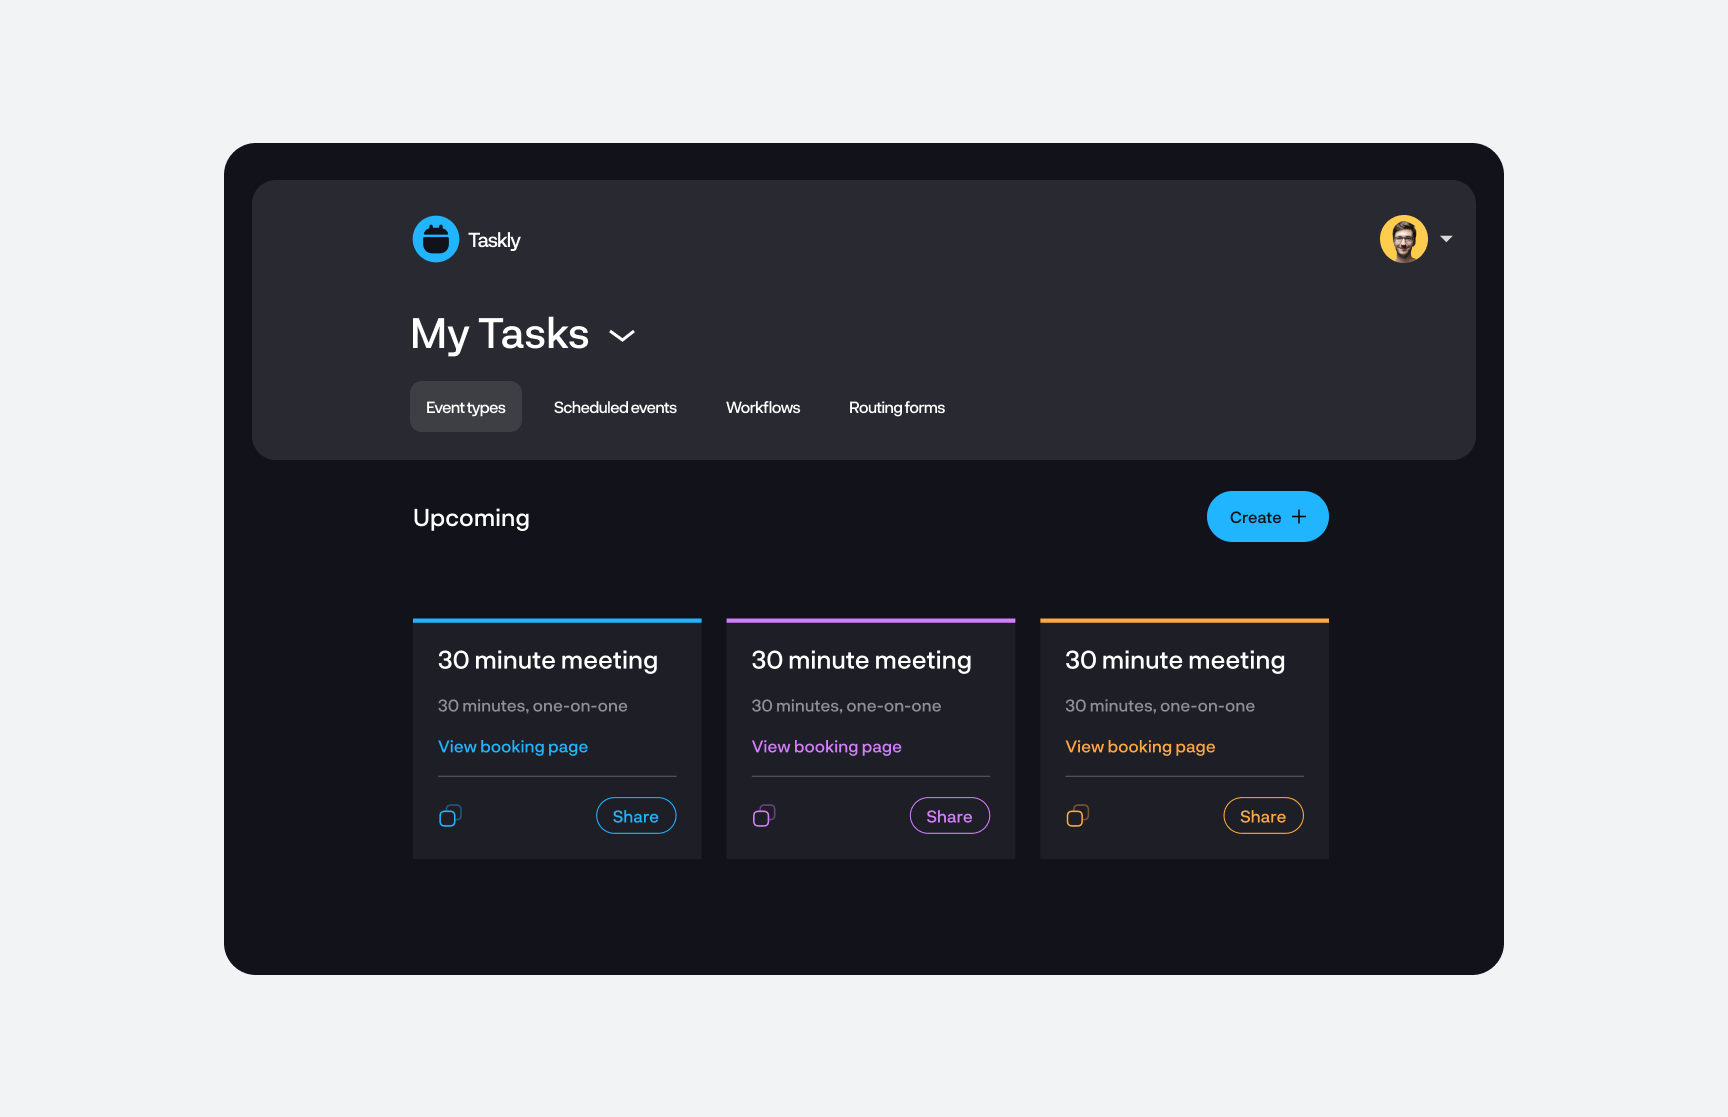 Taskly
My Tasks
Event types
Scheduled events
Workflows
Routing forms
Upcoming
Create
30 minute meeting
30 minutes, one-on-one
View booking page
Share
30 minute meeting
30 minutes, one-on-one
View booking page
Share
30 minute meeting
30 minutes, one-on-one
View booking page
Share